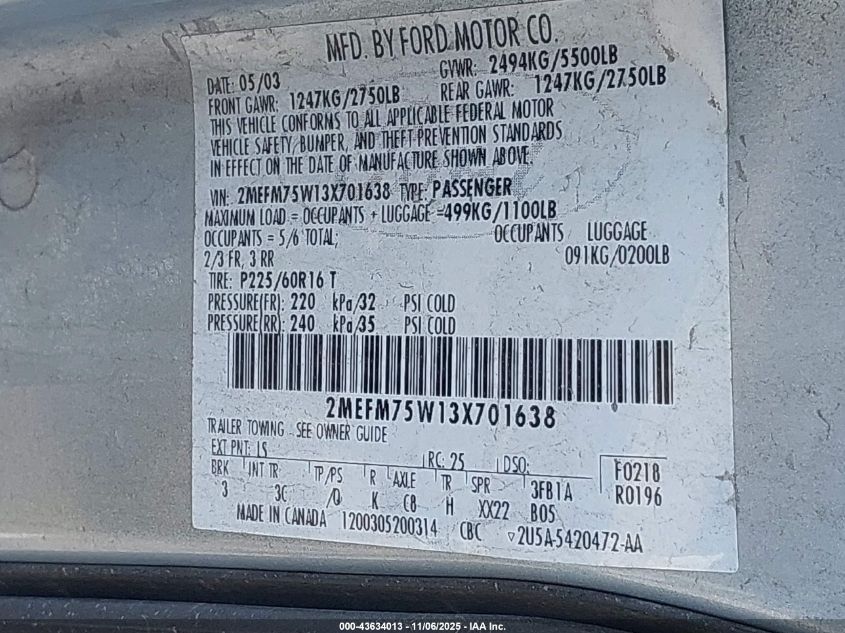 MFD. BY FORD MOTOR CO.
DATE: 05/03 GVWR: 2494KG/5500LB
FRONT GAWR: 1247KG/2750LB REAR GAWR: 1247KG/2750LB
THIS VEHICLE CONFORMS TO ALL APPLICABLE FEDERAL MOTOR
VEHICLE SAFETY, BUMPER, AND THEFT PREVENTION STANDARDS
IN EFFECT ON THE DATE OF MANUFACTURE SHOWN ABOVE.
VIN: 2MEFM75W13X701638 TYPE: PASSENGER
MAXIMUM LOAD = OCCUPANTS + LUGGAGE =499KG/1100LB
OCCUPANTS = 5/6 TOTAL; OCCUPANTS LUGGAGE
2/3 FR, 3 RR 091KG/0200LB
TIRE: P225/60R16 T
PRESSURE(FR): 220 kPa/32 PSI COLD
PRESSURE(RR): 240 kPa/35 PSI COLD
2MEFM75W13X701638
TRAILER TOWING - SEE OWNER GUIDE
EXT PNT: LS RC: 25 DSO: F0218
BRK INT TR TP/PS R AXLE TR SPR 3FB1A R0196
3 3C /Q K C8 H XX22 B05
MADE IN CANADA 1200305200314 CBC ▽2U5A-5420472-AA
000-43634013 - 11/06/2025 - IAA Inc.